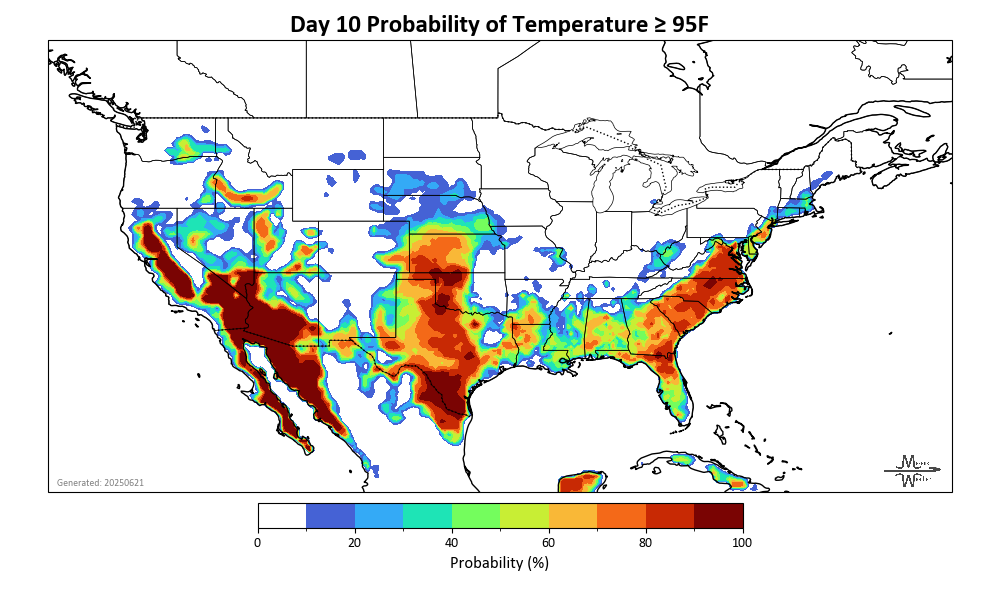 Day 10 Probability of Temperature ≥ 95F
Generated: 20250621
0 20 40 60 80 100
Probability (%)